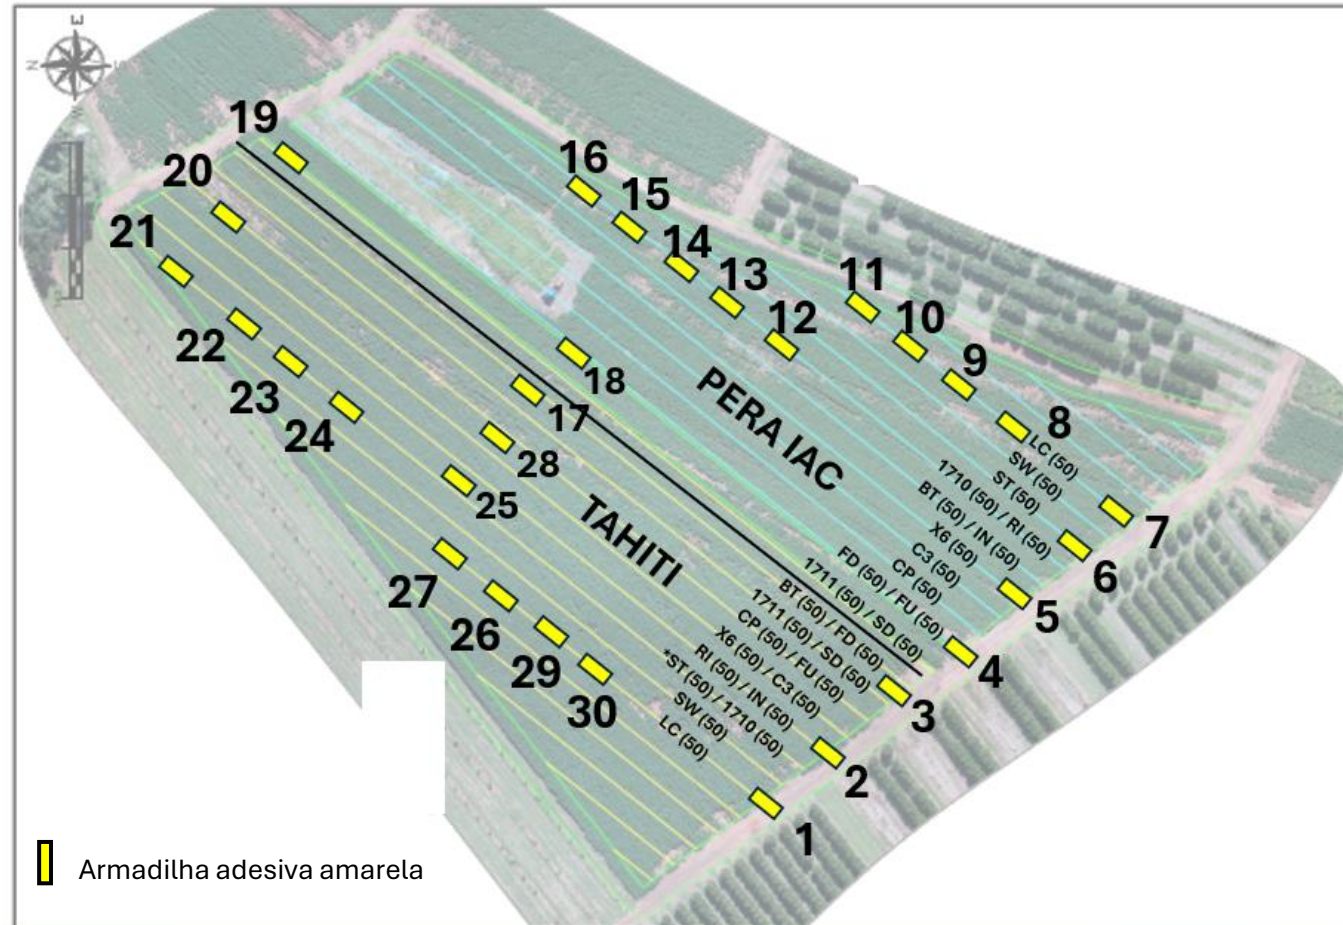 E
N
S
W
19
20
21
22
23
24
16
15
14
13
12
11
10
9
8
18
17
28
25
27
26
29
30
PERA IAC
TAHITI
LC (50)
SW (50)
ST (50)
1710 (50) / RI (50)
BT (50) / IN (50)
X6 (50)
C3 (50)
CP (50)
FD (50) / FU (50)
1711 (50) / SD (50)
BT (50) / FD (50)
1711 (50) / SD (50)
CP (50) / FU (50)
X6 (50) / C3 (50)
RI (50) / IN (50)
*ST (50) / 1710 (50)
SW (50)
LC (50)
7
6
5
4
3
2
1
Armadilha adesiva amarela